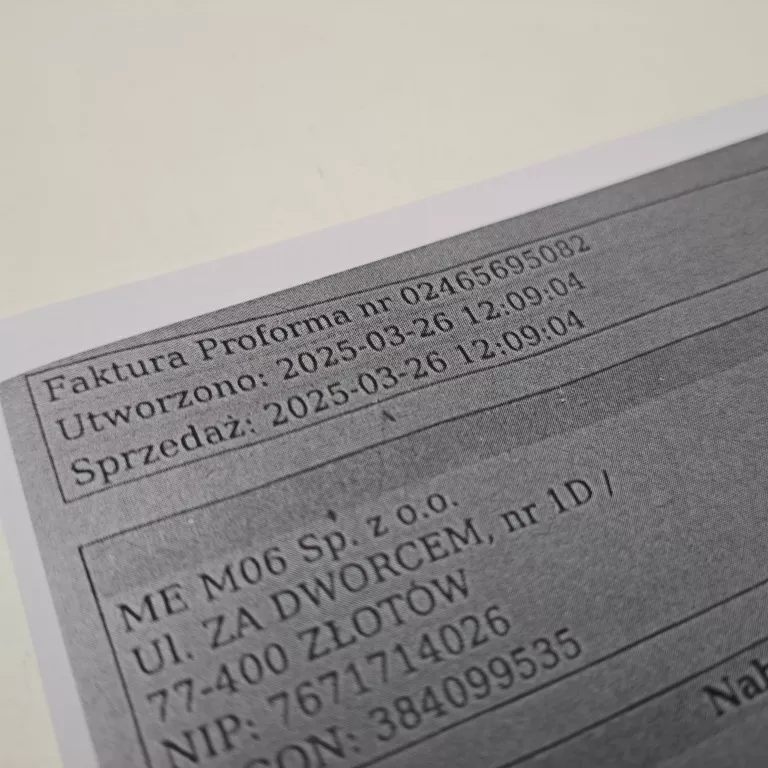 Faktura Proforma nr 02465695082
Utworzono: 2025-03-26 12:09:04
Sprzedaż: 2025-03-26 12:09:04
ME M06 Sp. z o.o.
Ul. ZA DWORCEM, nr 1D /
77-400 ZŁOTÓW
NIP: 7671714026
GON: 384099535
Nab